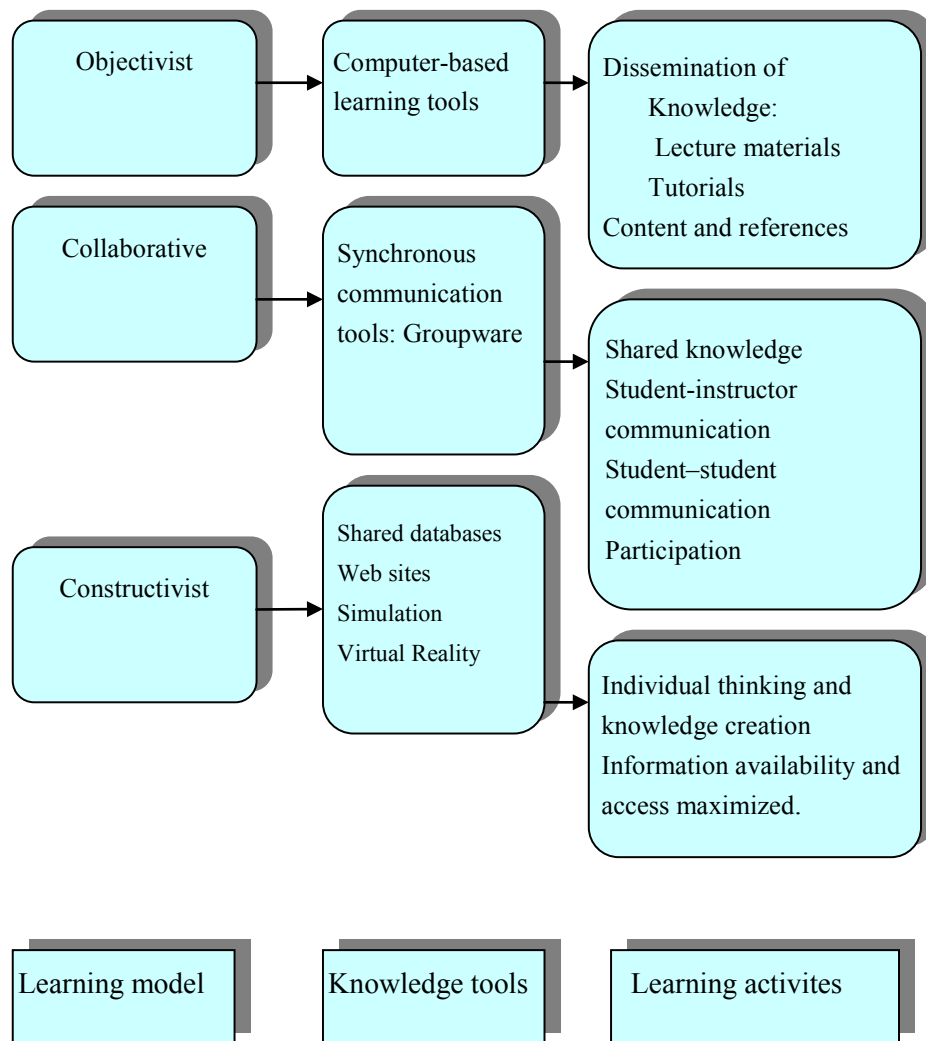 Objectivist
Computer-based
learning tools
Dissemination of
Knowledge:
Lecture materials
Tutorials
Content and references
Collaborative
Synchronous
communication
tools: Groupware
Shared knowledge
Student-instructor
communication
Student–student
communication
Participation
Constructivist
Shared databases
Web sites
Simulation
Virtual Reality
Individual thinking and
knowledge creation
Information availability and
access maximized.
Learning model
Knowledge tools
Learning activites